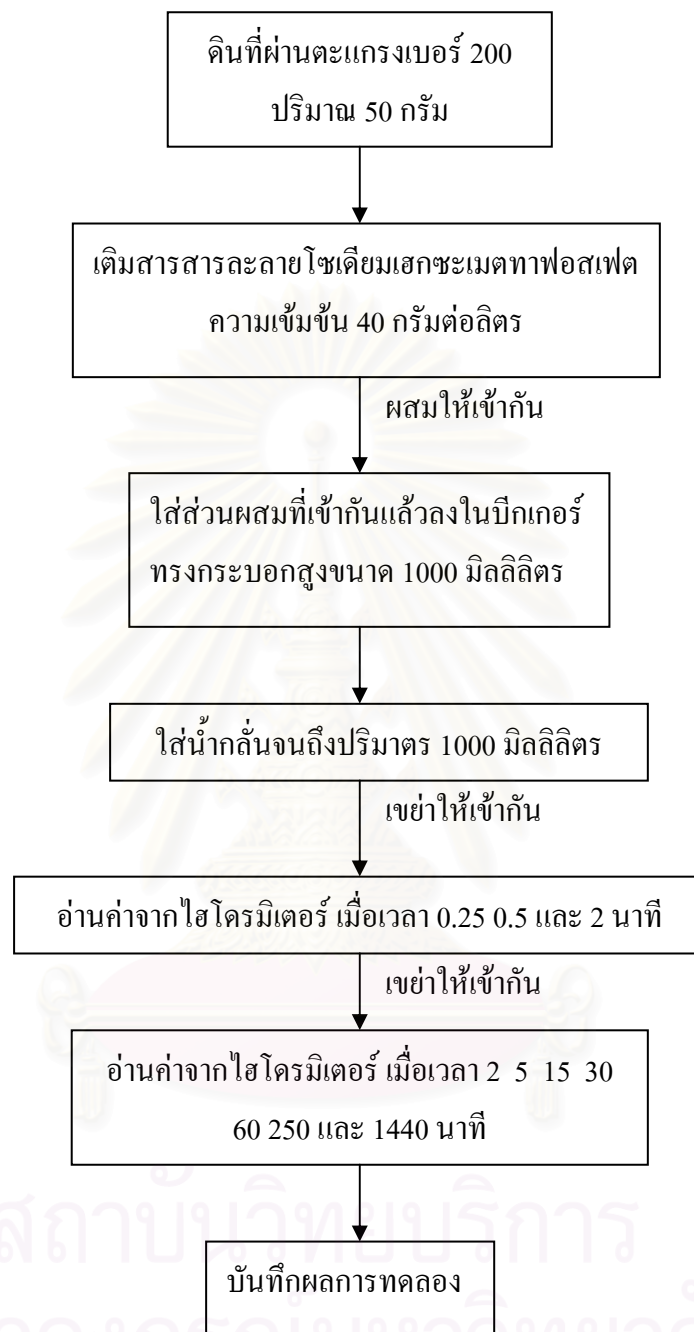 ดินที่ผ่านตะแกรงเบอร์ 200
ปริมาณ 50 กรัม
เติมสารสารละลายโซเดียมเฮกซะเมตทาฟอสเฟต
ความเข้มข้น 40 กรัมต่อลิตร
ผสมให้เข้ากัน
ใส่ส่วนผสมที่เข้ากันแล้วลงในบีกเกอร์
ทรงกระบอกสูงขนาด 1000 มิลลิลิตร
ใส่น้ำกลั่นจนถึงปริมาตร 1000 มิลลิลิตร
เขย่าให้เข้ากัน
อ่านค่าจากไฮโดรมิเตอร์ เมื่อเวลา 0.25 0.5 และ 2 นาที
เขย่าให้เข้ากัน
อ่านค่าจากไฮโดรมิเตอร์ เมื่อเวลา 2 5 15 30
60 250 และ 1440 นาที
สถาบันวิทยบริการ
บันทึกผลการทดลอง